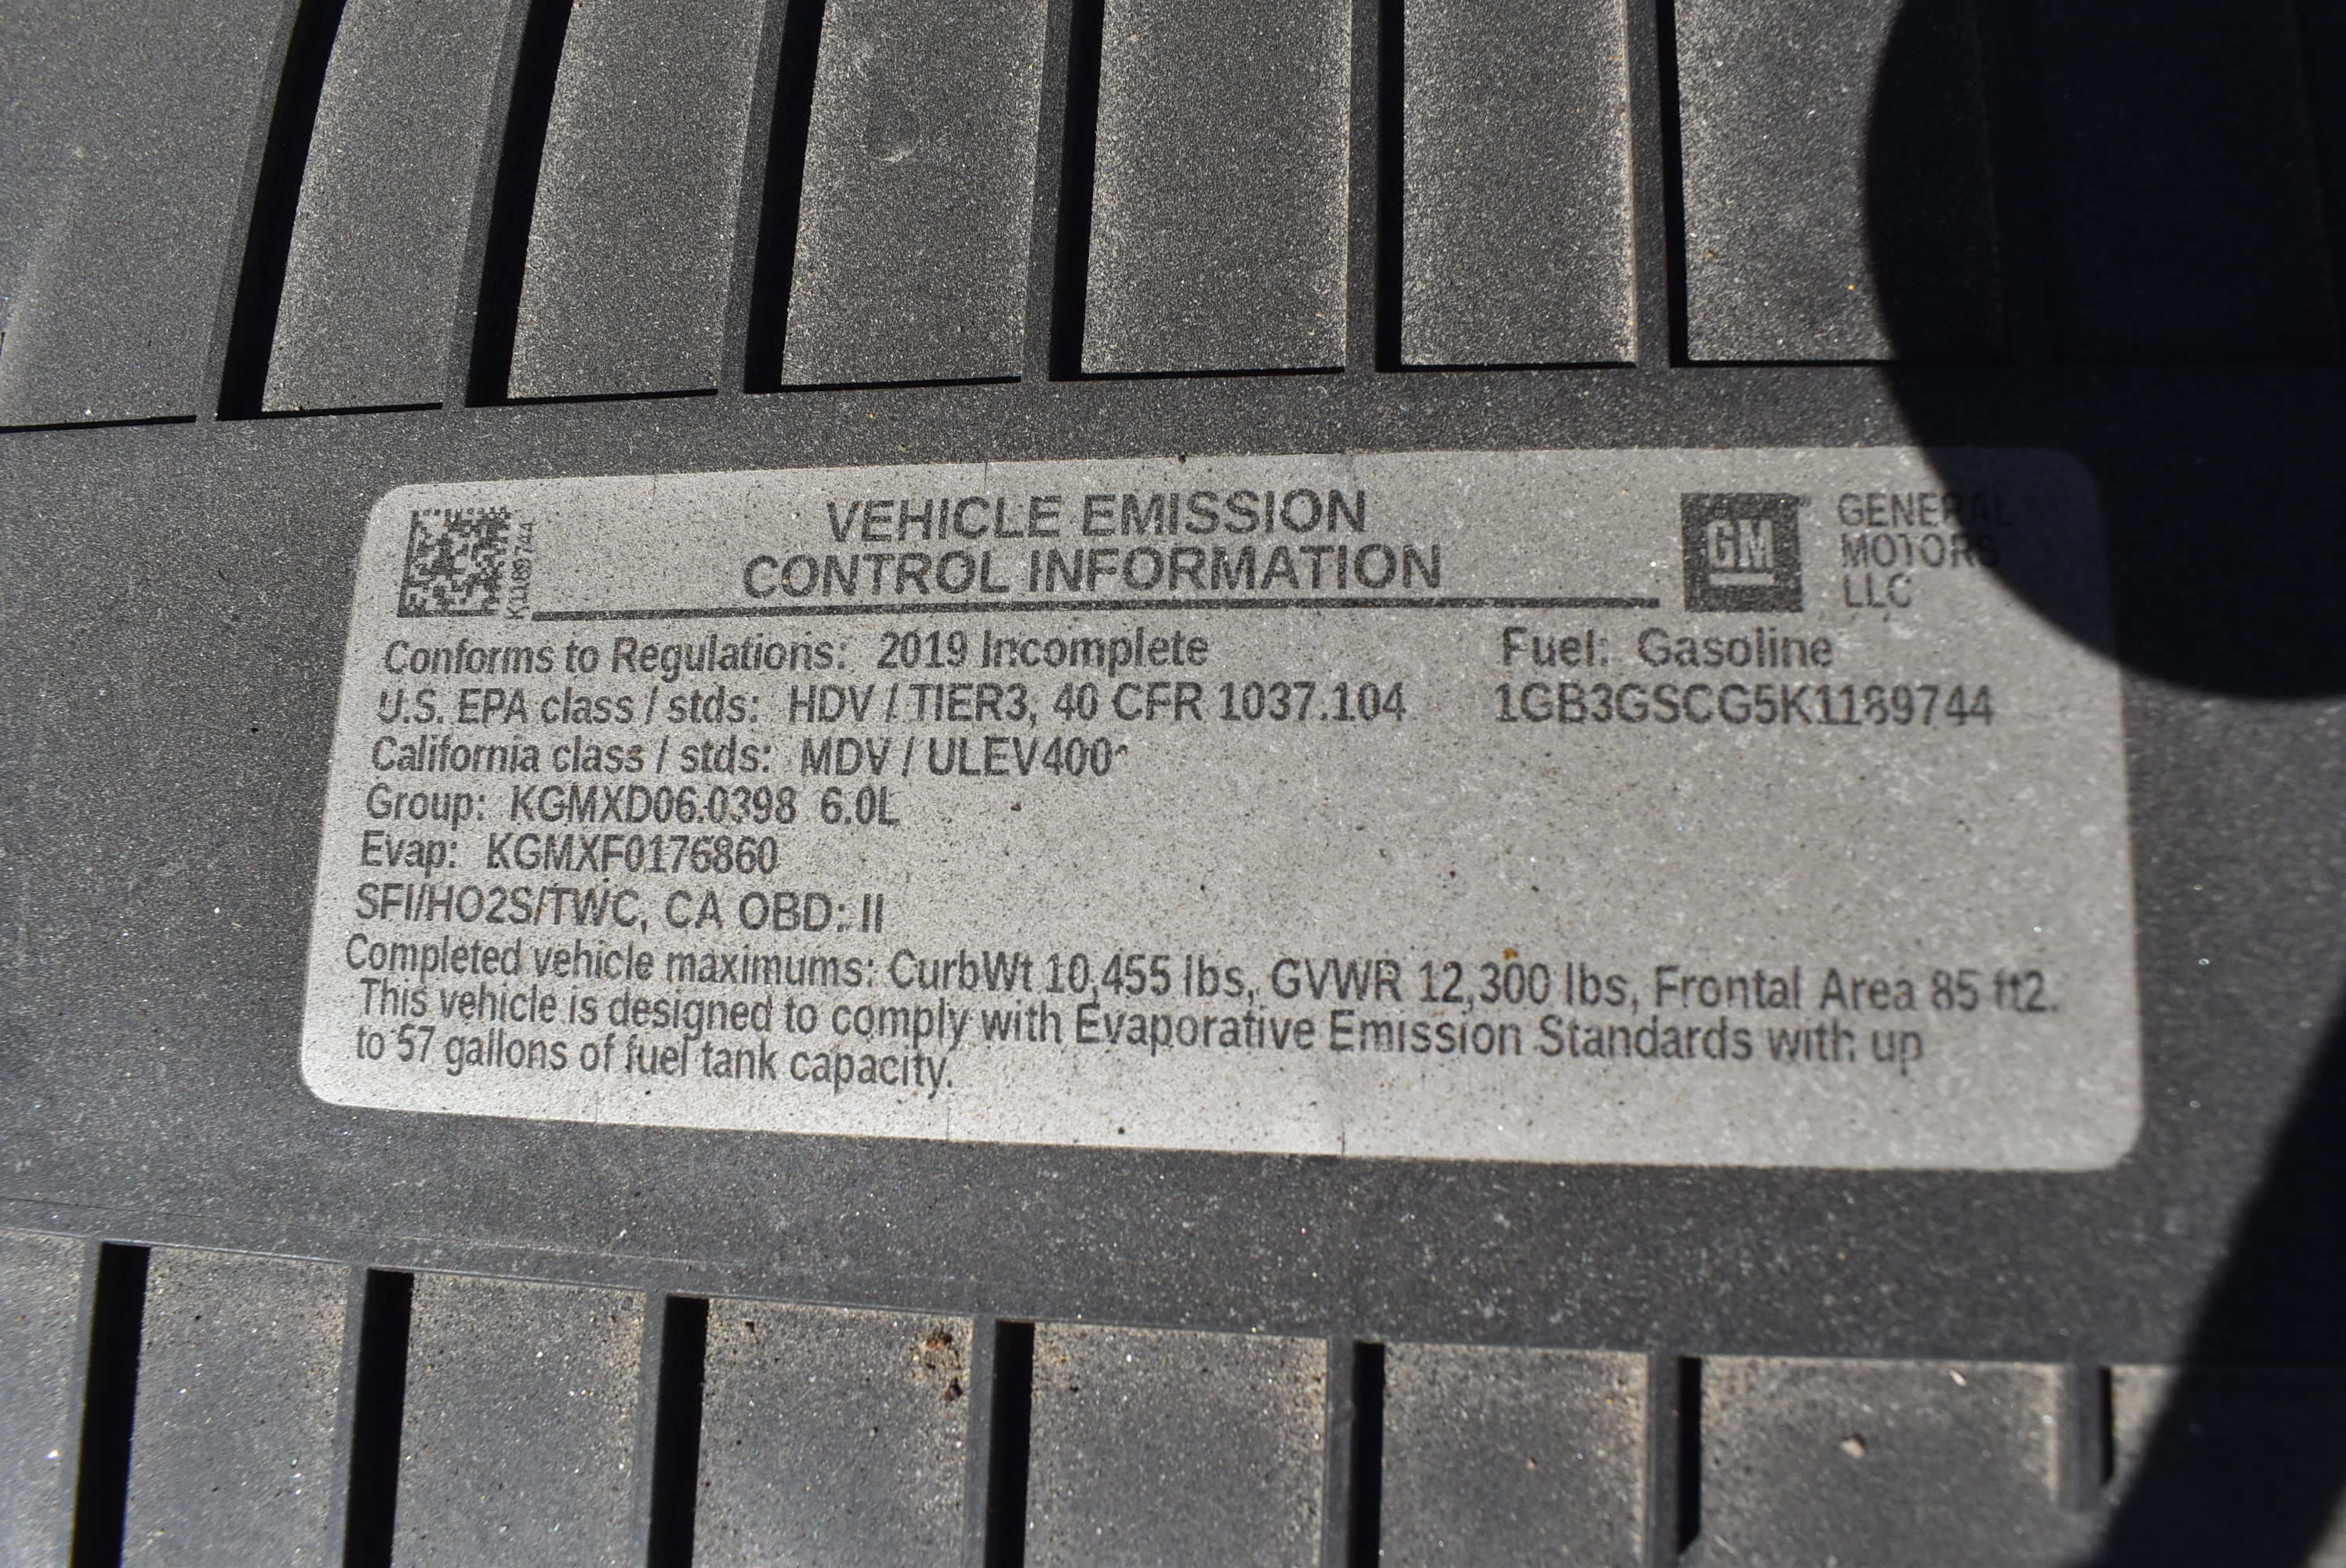 K1189744
VEHICLE EMISSION
CONTROL INFORMATION
GM
GENERAL
MOTORS
LLC
Conforms to Regulations: 2019 Incomplete
Fuel: Gasoline
U.S. EPA class / stds: HDV / TIER3, 40 CFR 1037.104
1GB3GSCG5K1189744
California class / stds: MDV / ULEV400
Group: KGMXD06.0398 6.0L
Evap: KGMXF0176860
SFI/HO2S/TWC, CA OBD: II
Completed vehicle maximums: CurbWt 10,455 lbs, GVWR 12,300 lbs, Frontal Area 85 ft2.
This vehicle is designed to comply with Evaporative Emission Standards with up
to 57 gallons of fuel tank capacity.